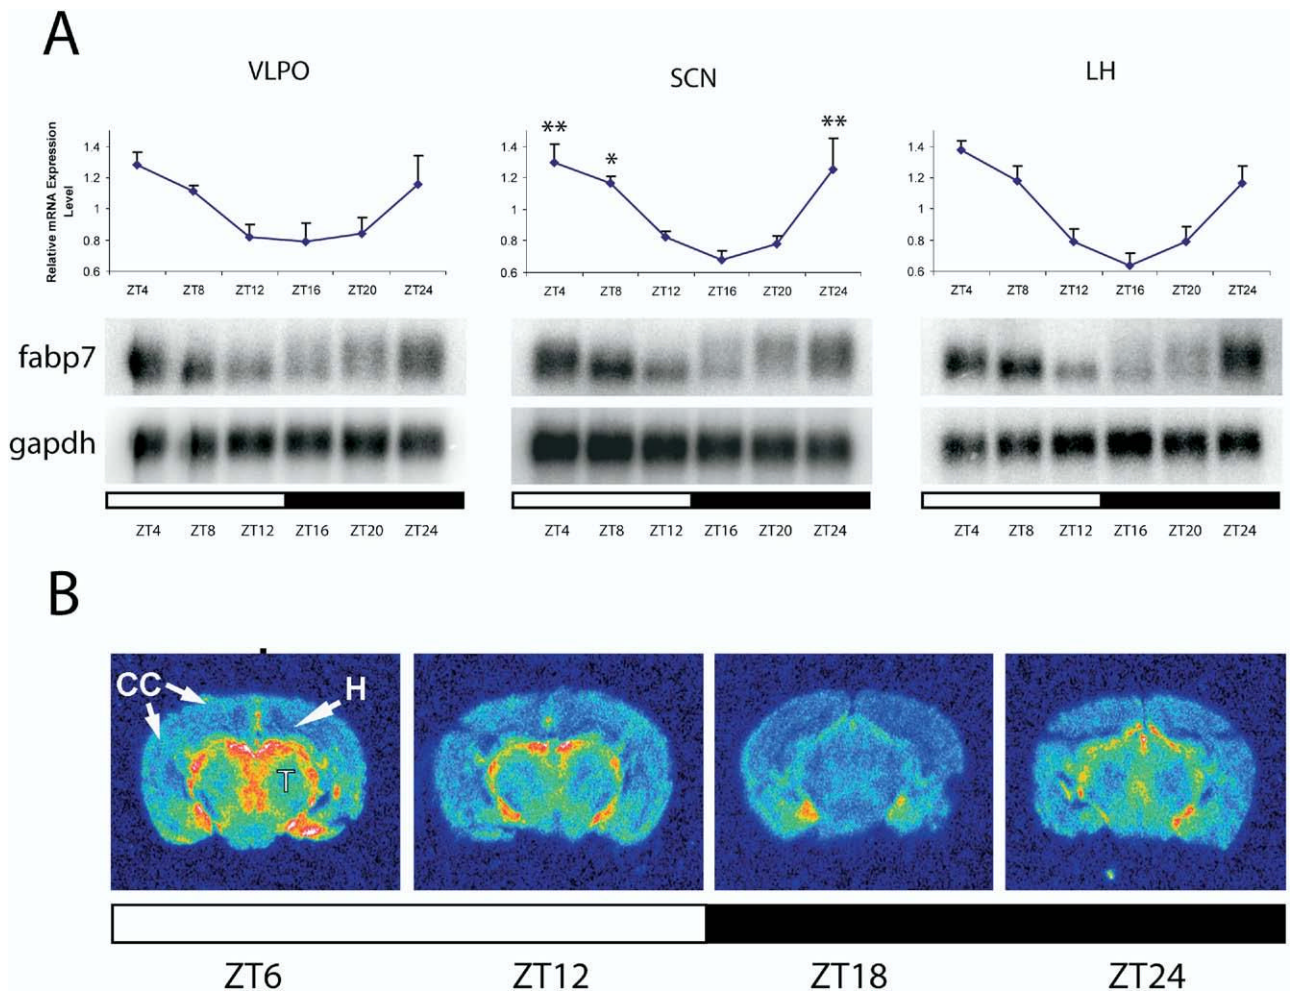 A
VLPO
SCN
LH
Relative mRNA Expression
Level
1.4
1.2
1
0.8
0.6
ZT4 ZT8 ZT12 ZT16 ZT20 ZT24
** * **
1.4
1.2
1
0.8
0.6
ZT4 ZT8 ZT12 ZT16 ZT20 ZT24
1.4
1.2
1
0.8
0.6
ZT4 ZT8 ZT12 ZT16 ZT20 ZT24
fabp7
gapdh
ZT4 ZT8 ZT12 ZT16 ZT20 ZT24
ZT4 ZT8 ZT12 ZT16 ZT20 ZT24
ZT4 ZT8 ZT12 ZT16 ZT20 ZT24
B
CC
H
T
ZT6 ZT12 ZT18 ZT24